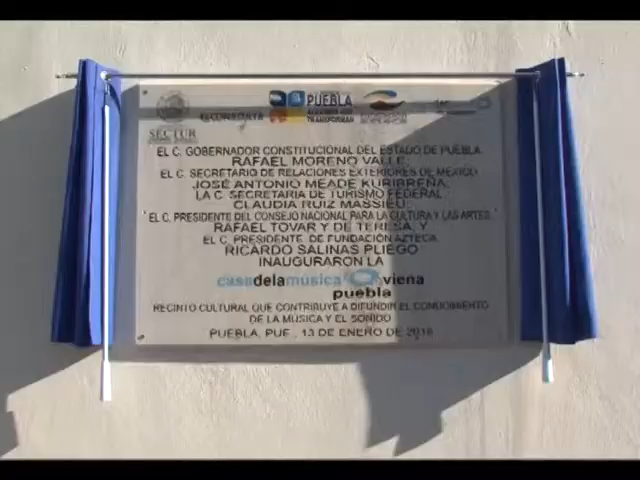 PUEBLA
SECTUR
EL C. GOBERNADOR CONSTITUCIONAL DEL ESTADO DE PUEBLA
RAFAEL MORENO VALLE,
EL C. SECRETARIO DE RELACIONES EXTERIORES DE MÉXICO
JOSÉ ANTONIO MEADE KURIBREÑA,
LA C. SECRETARIA DE TURISMO FEDERAL
CLAUDIA RUIZ MASSIEU,
EL C. PRESIDENTE DEL CONSEJO NACIONAL PARA LA CULTURA Y LAS ARTES
RAFAEL TOVAR Y DE TERESA, Y
EL C. PRESIDENTE DE FUNDACIÓN AZTECA
RICARDO SALINAS PLIEGO
INAUGURARON LA
casadelamúsica viena
puebla
RECINTO CULTURAL QUE CONTRIBUYE A DIFUNDIR EL CONOCIMIENTO
DE LA MÚSICA Y EL SONIDO
PUEBLA, PUE., 13 DE ENERO DE